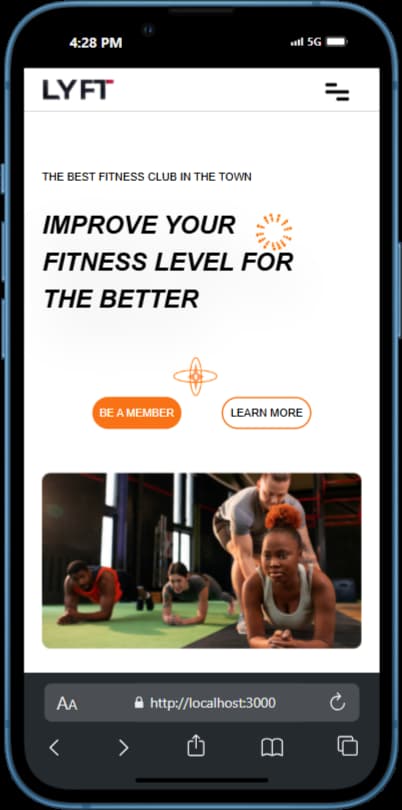 4:28 PM
5G
LYFT
THE BEST FITNESS CLUB IN THE TOWN
IMPROVE YOUR
FITNESS LEVEL FOR
THE BETTER
BE A MEMBER
LEARN MORE
AA
http://localhost:3000